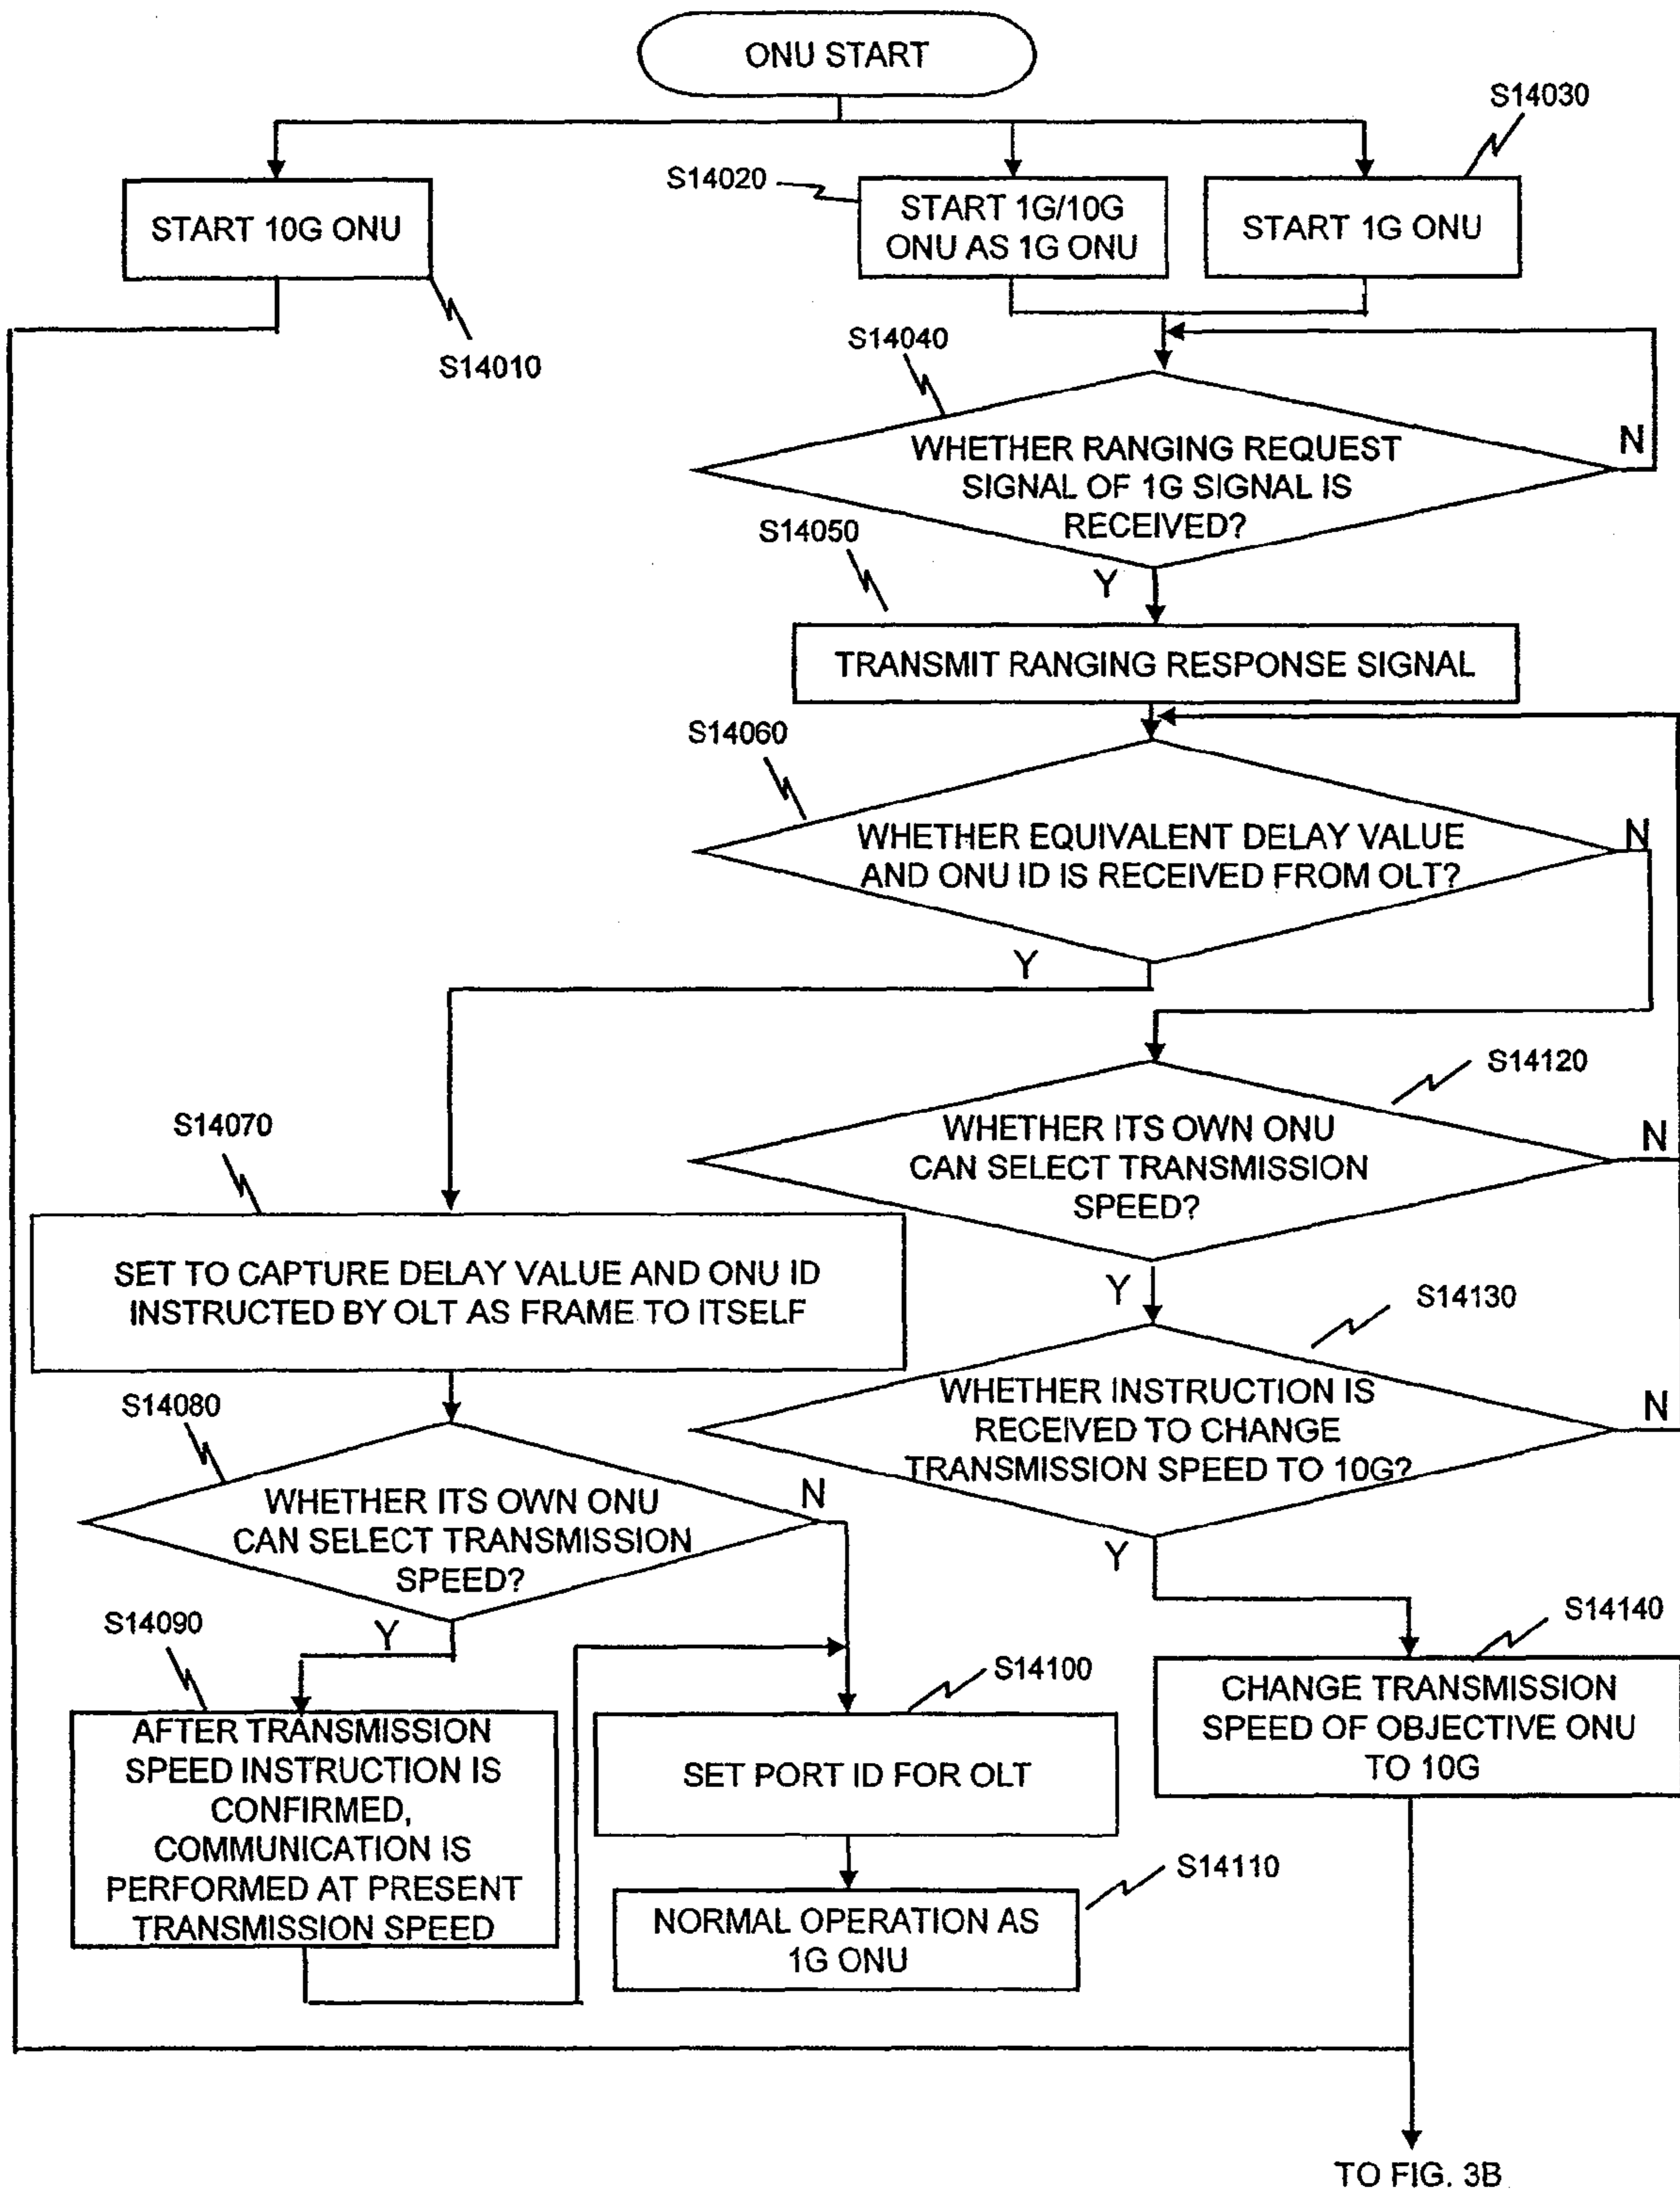 ONU START
S14030
S14020
START 10G ONU
START 1G/10G
ONU AS 1G ONU
START 1G ONU
S14010
S14040
WHETHER RANGING REQUEST
SIGNAL OF 1G SIGNAL IS
RECEIVED?
N
S14050
Y
TRANSMIT RANGING RESPONSE SIGNAL
S14060
WHETHER EQUIVALENT DELAY VALUE
AND ONU ID IS RECEIVED FROM OLT?
N
Y
S14120
WHETHER ITS OWN ONU
CAN SELECT TRANSMISSION
SPEED?
N
S14070
SET TO CAPTURE DELAY VALUE AND ONU ID
INSTRUCTED BY OLT AS FRAME TO ITSELF
Y
S14130
WHETHER INSTRUCTION IS
RECEIVED TO CHANGE
TRANSMISSION SPEED TO 10G?
N
S14080
WHETHER ITS OWN ONU
CAN SELECT TRANSMISSION
SPEED?
N
Y
Y
S14090
S14140
AFTER TRANSMISSION
SPEED INSTRUCTION IS
CONFIRMED,
COMMUNICATION IS
PERFORMED AT PRESENT
TRANSMISSION SPEED
S14100
SET PORT ID FOR OLT
CHANGE TRANSMISSION
SPEED OF OBJECTIVE ONU
TO 10G
S14110
NORMAL OPERATION AS
1G ONU
TO FIG. 3B